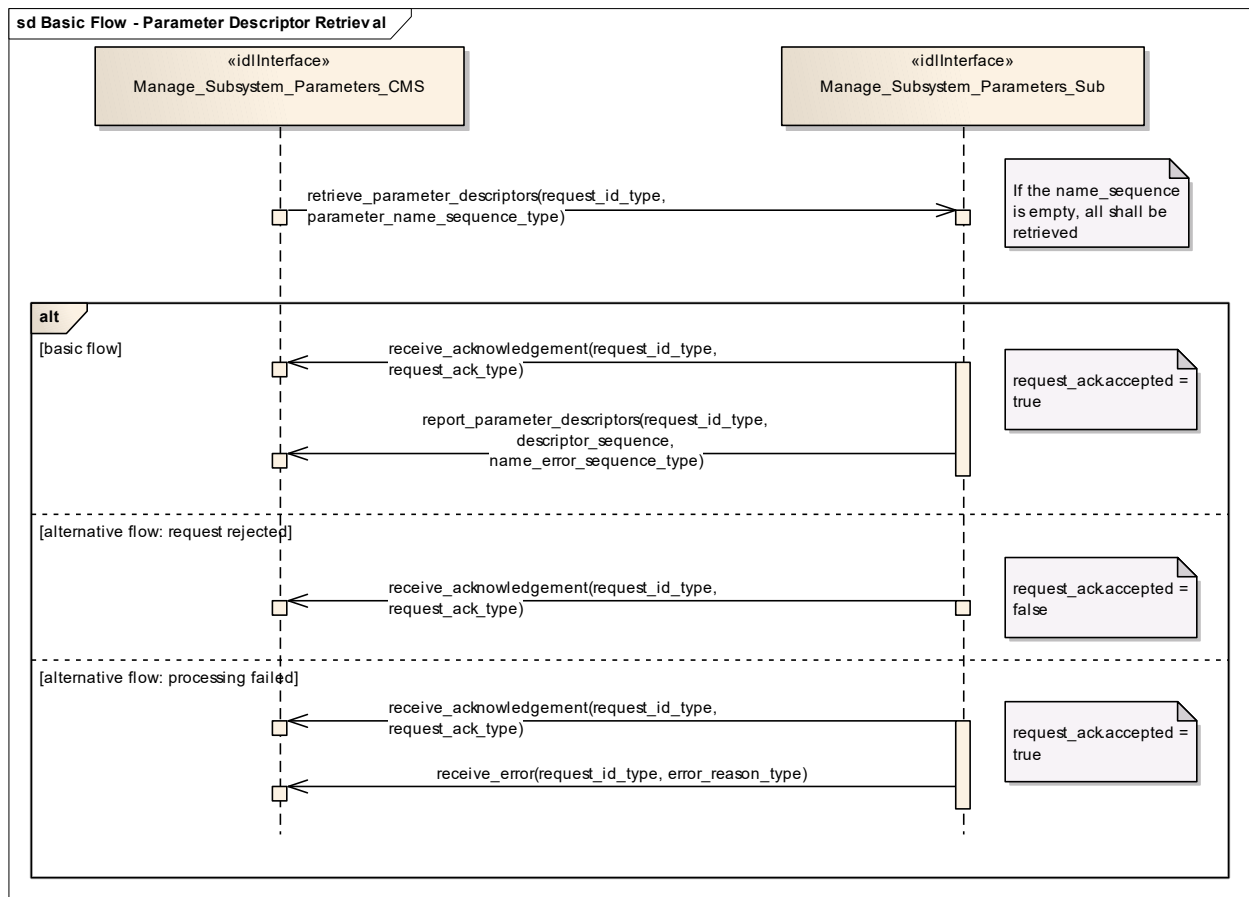 sd Basic Flow - Parameter Descriptor Retrieval
«idlInterface»
Manage_Subsystem_Parameters_CMS
«idlInterface»
Manage_Subsystem_Parameters_Sub
retrieve_parameter_descriptors(request_id_type,
parameter_name_sequence_type)
If the name_sequence
is empty, all shall be
retrieved
alt
[basic flow]
receive_acknowledgement(request_id_type,
request_ack_type)
request_ack.accepted =
true
report_parameter_descriptors(request_id_type,
descriptor_sequence,
name_error_sequence_type)
[alternative flow: request rejected]
receive_acknowledgement(request_id_type,
request_ack_type)
request_ack.accepted =
false
[alternative flow: processing failed]
receive_acknowledgement(request_id_type,
request_ack_type)
request_ack.accepted =
true
receive_error(request_id_type, error_reason_type)